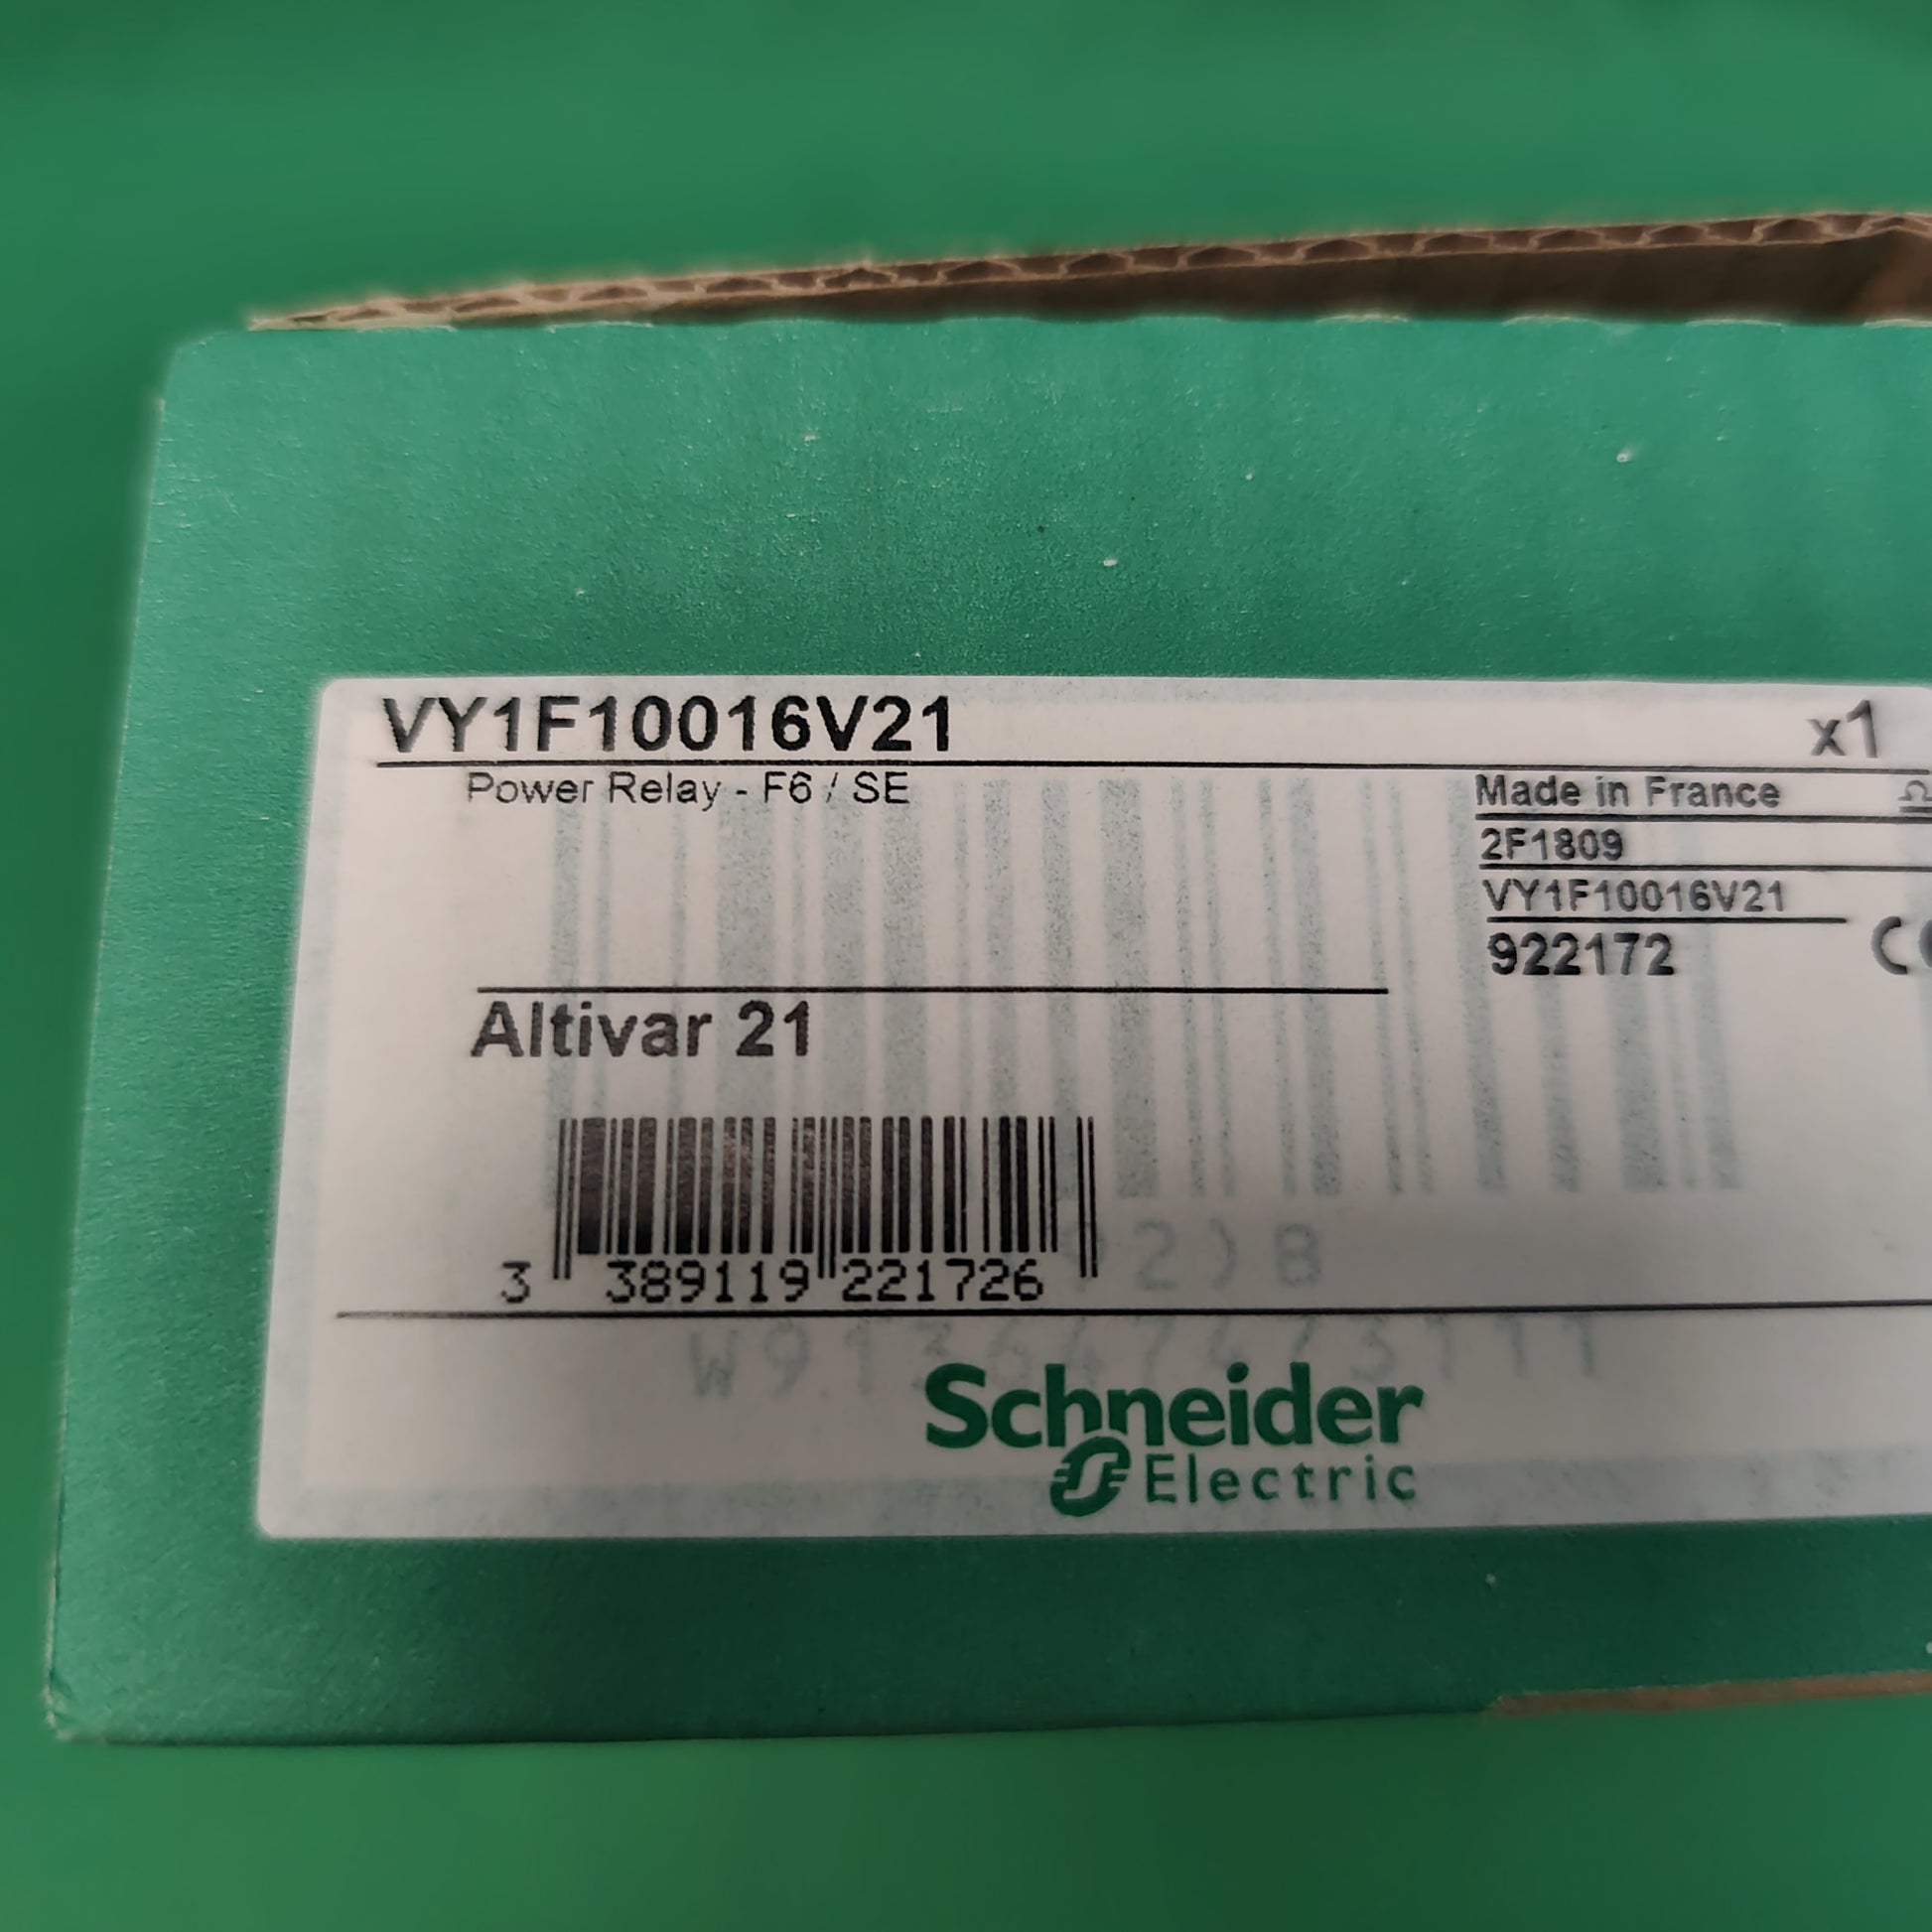 VY1F10016V21 x1
Power Relay - F6 / SE
Made in France
2F1809
VY1F10016V21
922172
Altivar 21
3 389119 221726
2) B
Schneider
Electric